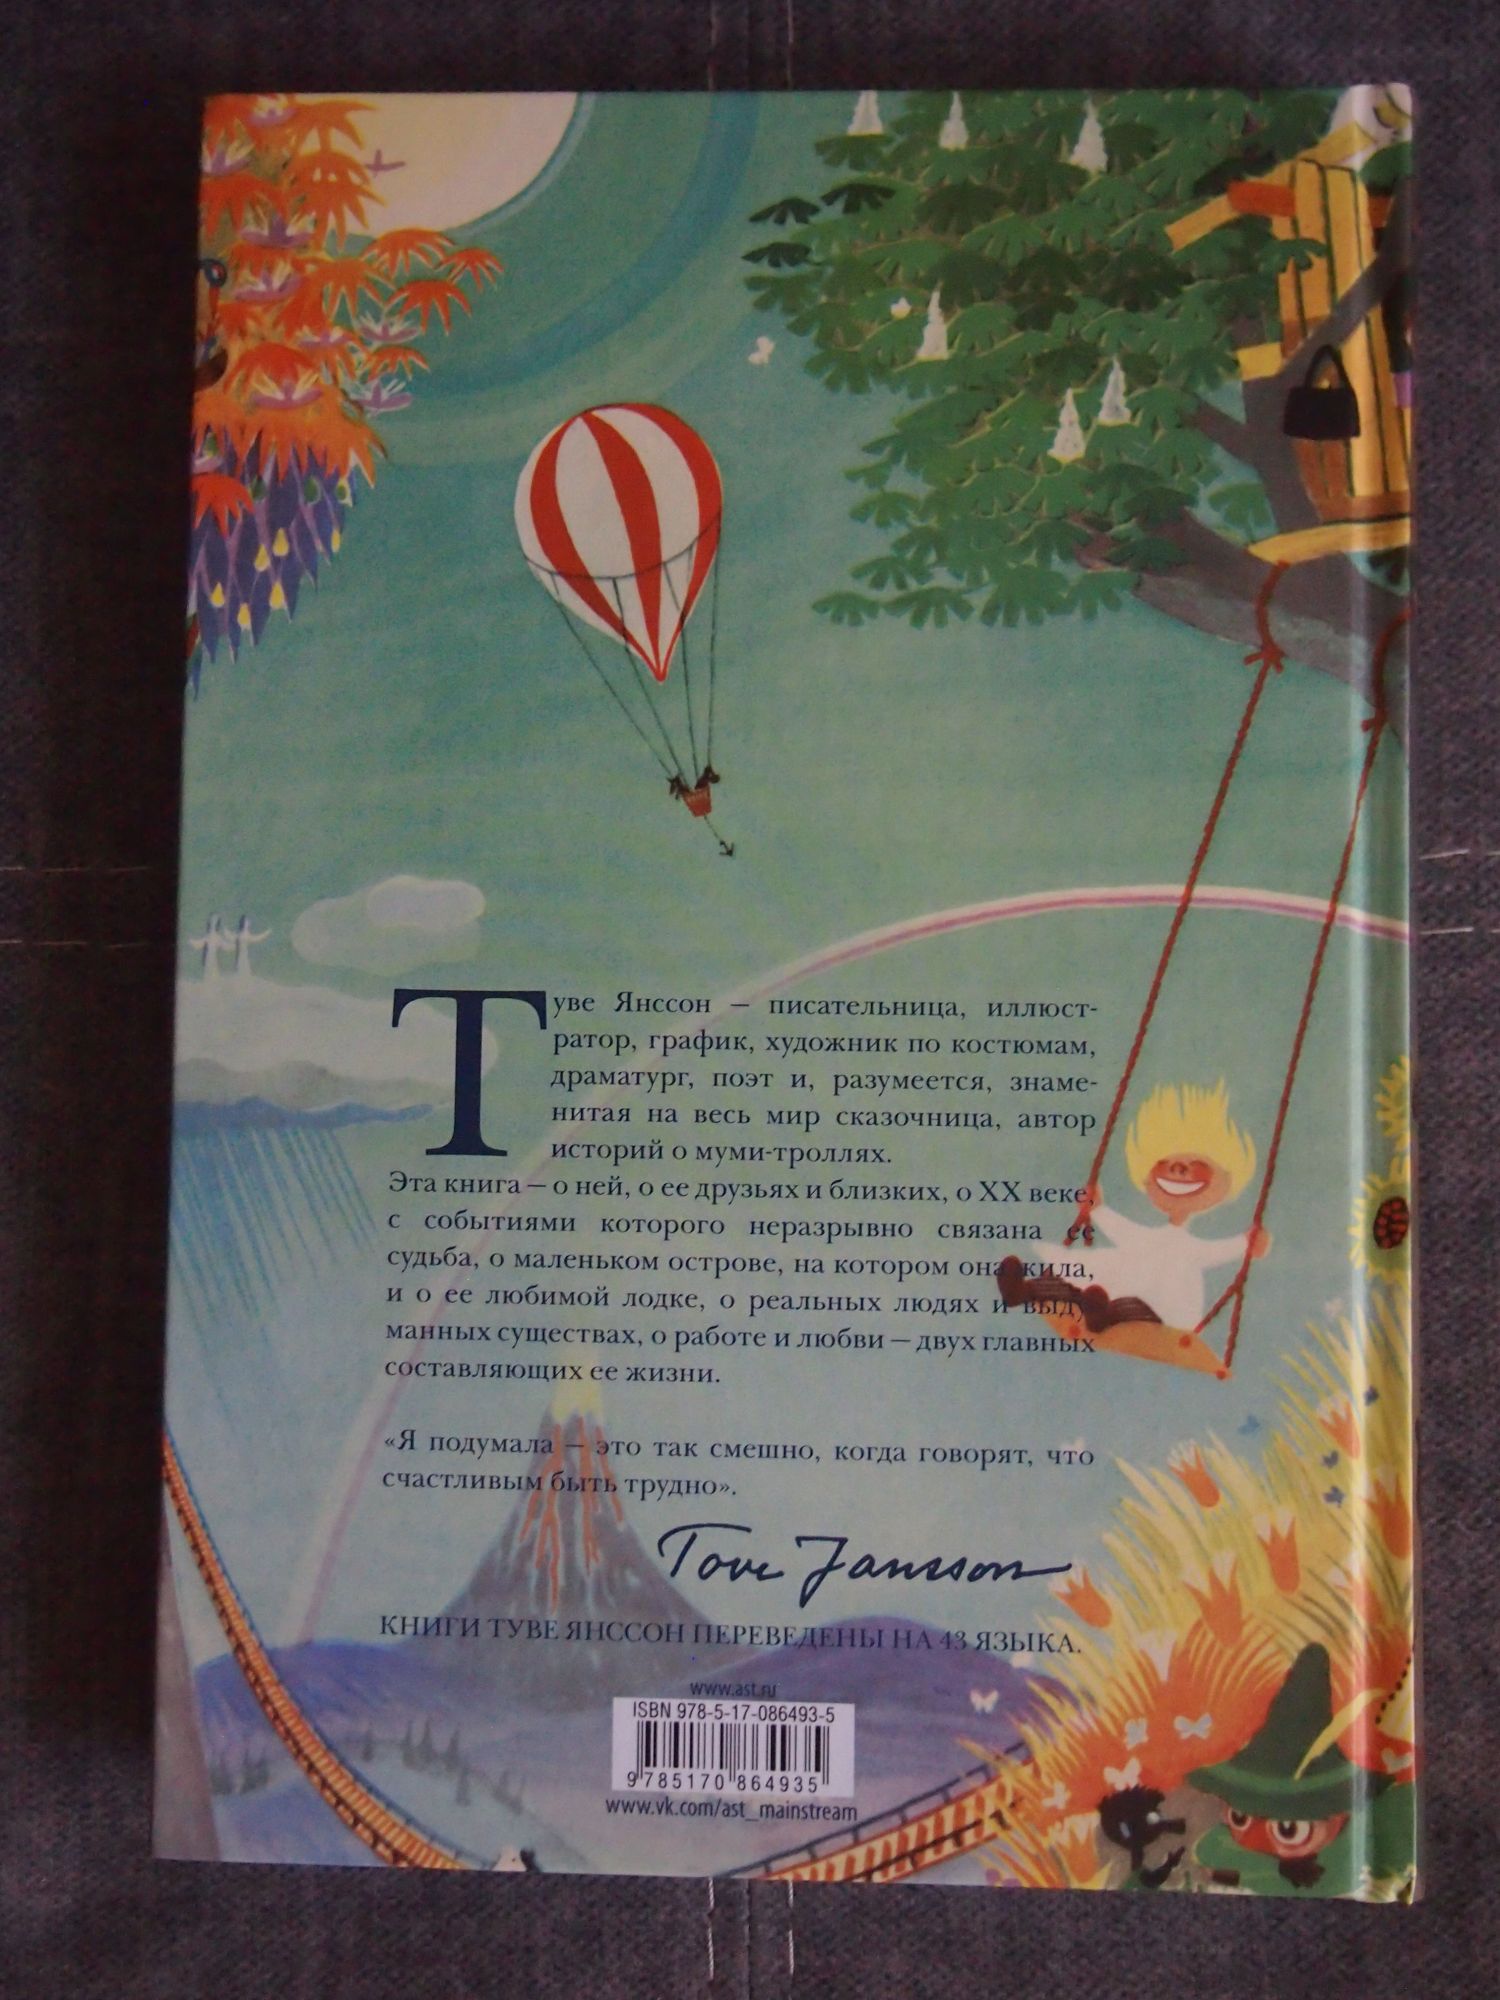 Туве Янссон — писательница, иллюст-
ратор, график, художник по костюмам,
драматург, поэт и, разумеется, знаме-
нитая на весь мир сказочница, автор
историй о муми-троллях.
Эта книга — о ней, о ее друзьях и близких, о XX веке,
с событиями которого неразрывно связана ее
судьба, о маленьком острове, на котором она жила,
и о ее любимой лодке, о реальных людях и выду-
манных существах, о работе и любви — двух главных
составляющих ее жизни.
«Я подумала — это так смешно, когда говорят, что
счастливым быть трудно».
Tove Jansson
КНИГИ ТУВЕ ЯНССОН ПЕРЕВЕДЕНЫ НА 43 ЯЗЫКА.
www.ast.ru
ISBN 978-5-17-086493-5
9 785170 864935
www.vk.com/ast_mainstream